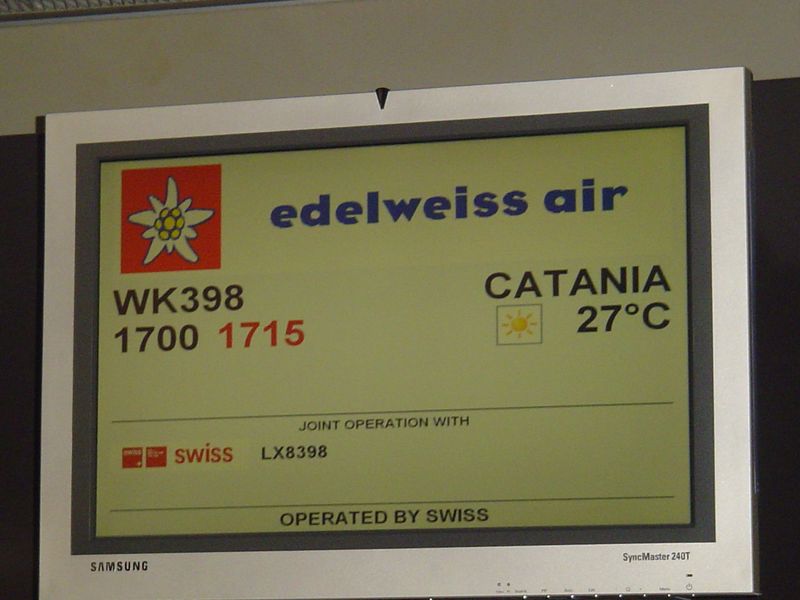 edelweiss air
WK398
CATANIA
1700 1715
27°C
JOINT OPERATION WITH
swiss LX8398
OPERATED BY SWISS
SAMSUNG
SyncMaster 240T